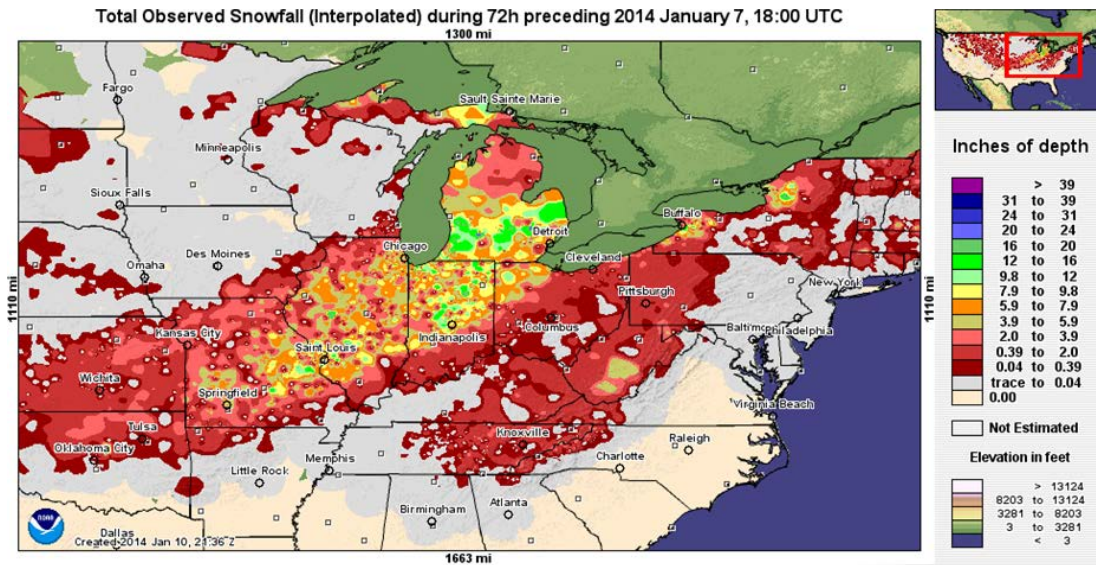 Total Observed Snowfall (Interpolated) during 72h preceding 2014 January 7, 18:00 UTC
1300 mi
Fargo
Sault Sainte Marie
Minneapolis
Sioux Falls
Buffalo
Detroit
Chicago
Des Moines
Cleveland
Omaha
New York
Pittsburgh
1110 mi
1110 mi
Kansas City
Columbus
Indianapolis
Baltimore
Philadelphia
Saint Louis
Wichita
Springfield
Virginia Beach
Tulsa
Knoxville
Raleigh
Oklahoma City
Little Rock
Memphis
Charlotte
Birmingham
Atlanta
noaa
Dallas
Created 2014 Jan 10, 21:36 Z
1663 mi
Inches of depth
> 39
31 to 39
24 to 31
20 to 24
16 to 20
12 to 16
9.8 to 12
7.9 to 9.8
5.9 to 7.9
3.9 to 5.9
2.0 to 3.9
0.39 to 2.0
0.04 to 0.39
trace to 0.04
0.00
Not Estimated
Elevation in feet
> 13124
8203 to 13124
3281 to 8203
3 to 3281
< 3